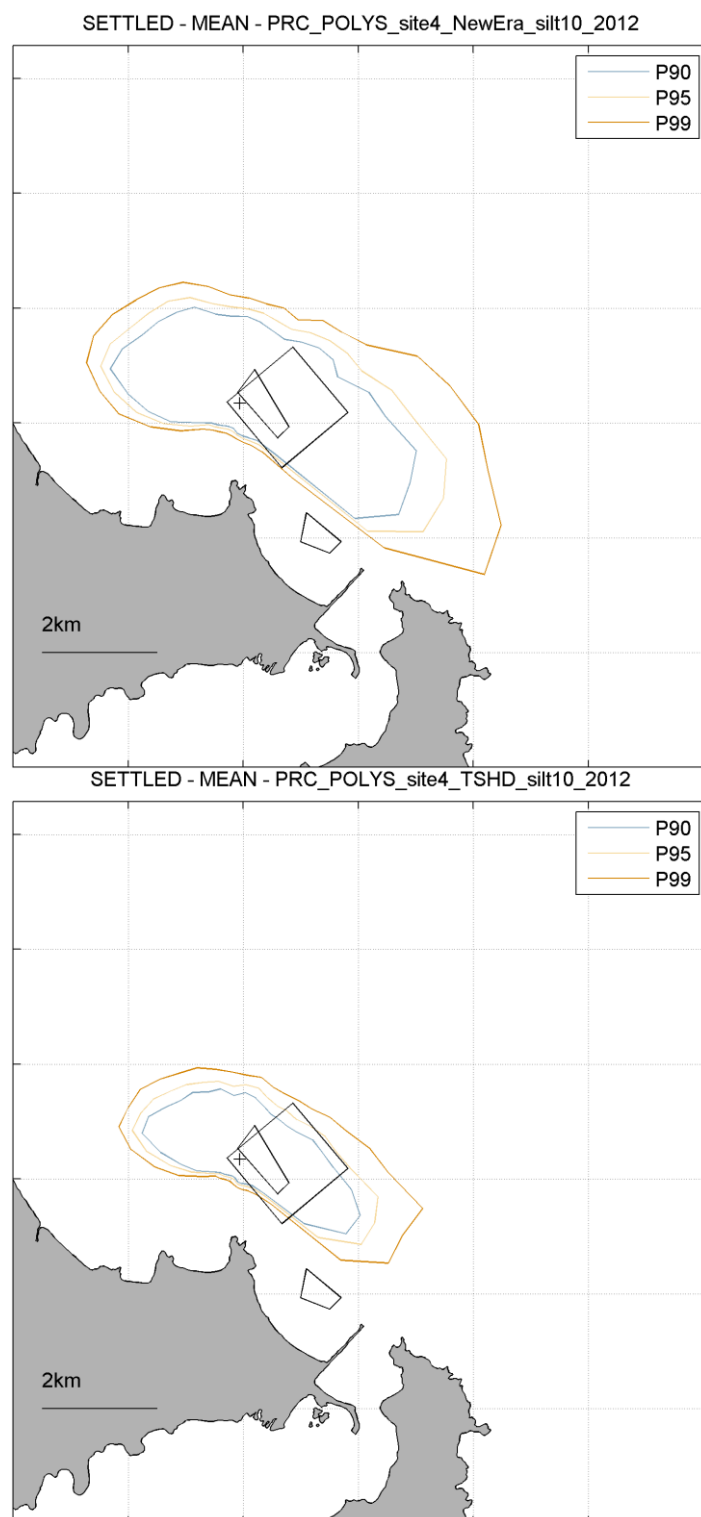 SETTLED - MEAN - PRC_POLYS_site4_NewEra_silt10_2012
P90
P95
P99
2km
SETTLED - MEAN - PRC_POLYS_site4_TSHD_silt10_2012
P90
P95
P99
2km